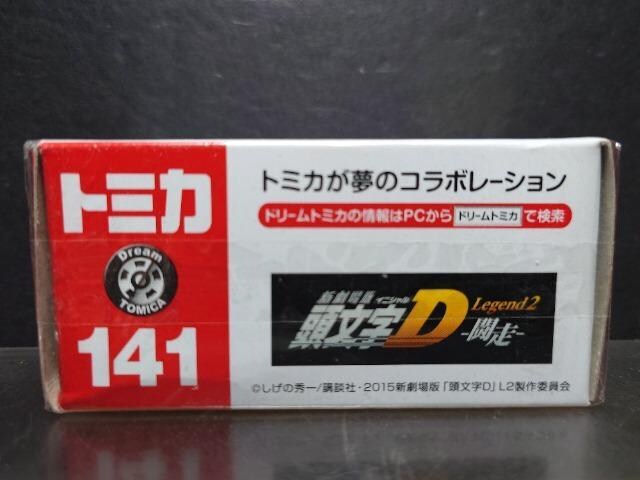 トミカ
Dream
TOMICA
141
トミカが夢のコラボレーション
ドリームトミカの情報はPCから ドリームトミカ で検索
新劇場版 イニシャル
頭文字D Legend2
-闘走-
©しげの秀一/講談社・2015新劇場版「頭文字D」L2製作委員会